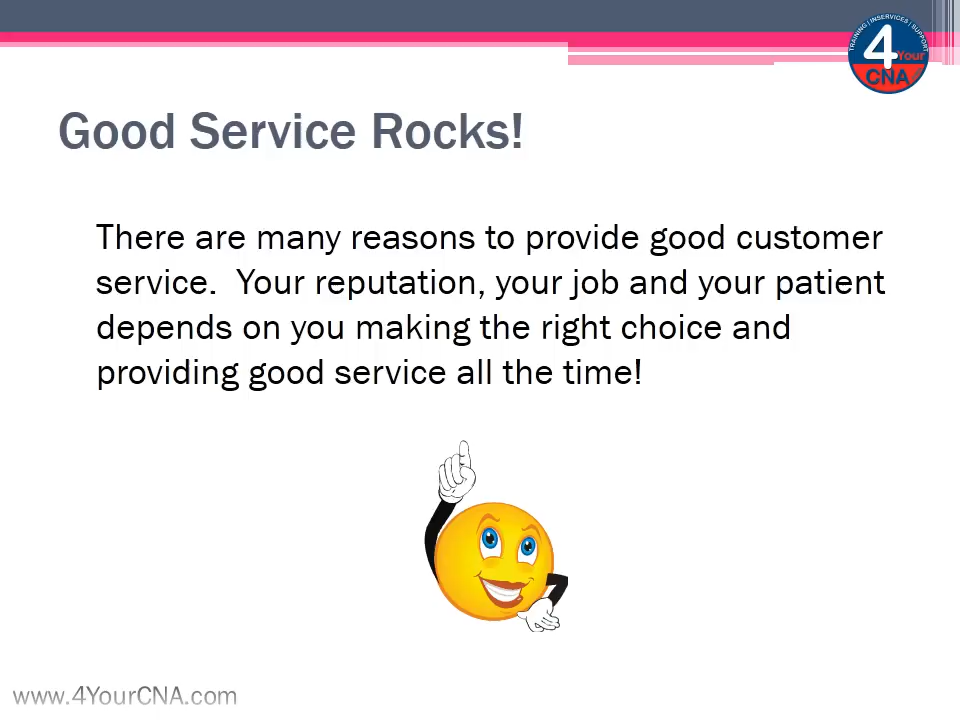 TRAINING | INSERVICES | SUPPORT
4
Your
CNA
Good Service Rocks!
There are many reasons to provide good customer
service.  Your reputation, your job and your patient
depends on you making the right choice and
providing good service all the time!
www.4YourCNA.com